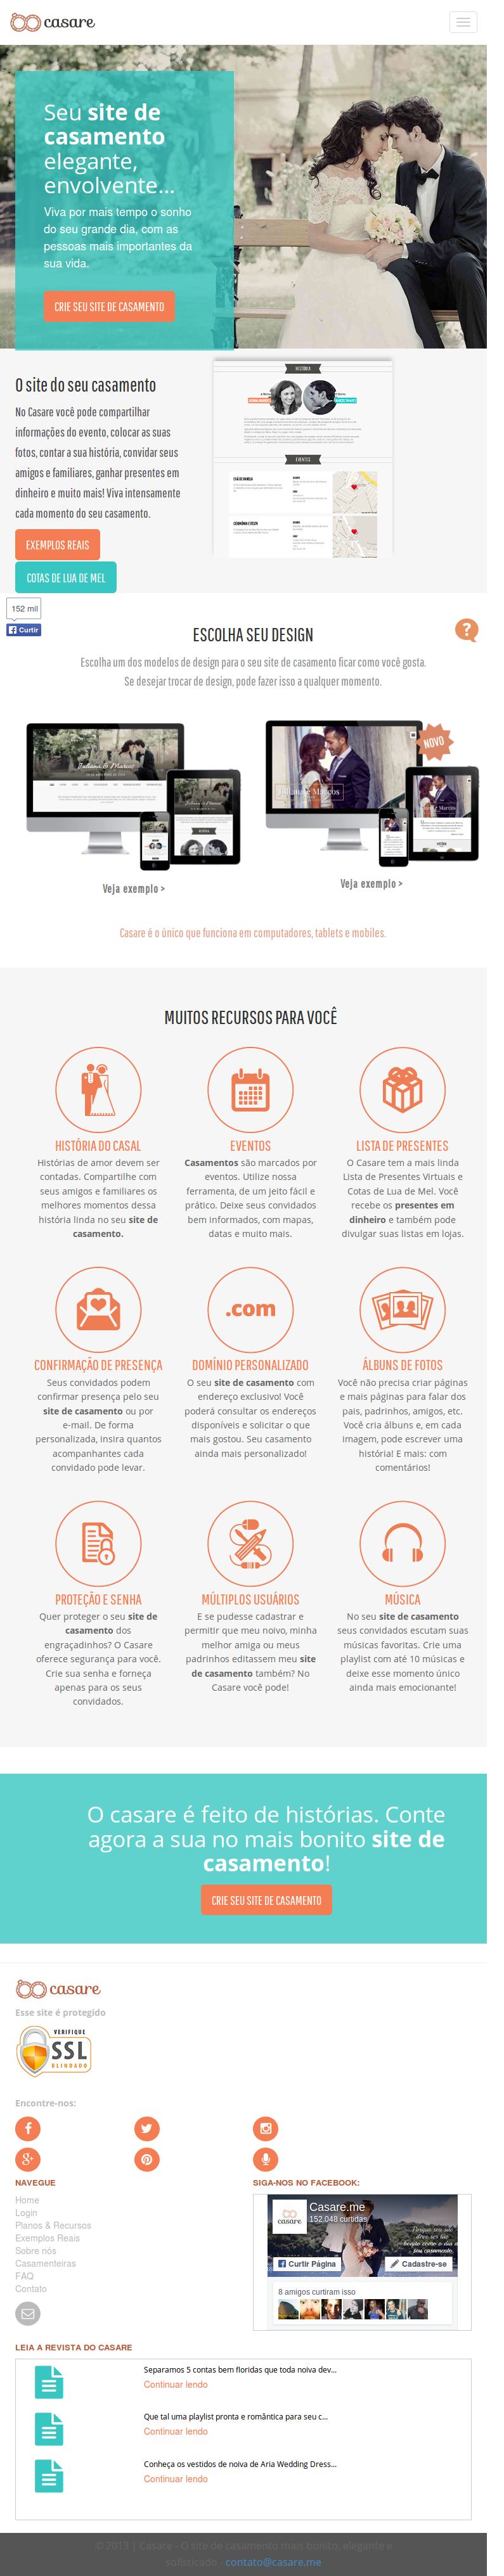 casare
Seu site de
casamento
elegante,
envolvente...
Viva por mais tempo o sonho
do seu grande dia, com as
pessoas mais importantes da
sua vida.
CRIE SEU SITE DE CASAMENTO
O site do seu casamento
No Casare você pode compartilhar
informações do evento, colocar as suas
fotos, contar a sua história, convidar seus
amigos e familiares, ganhar presentes em
dinheiro e muito mais! Viva intensamente
cada momento do seu casamento.
EXEMPLOS REAIS
COTAS DE LUA DE MEL
HISTÓRIA
EVENTOS
152 mil
Curtir
?
ESCOLHA SEU DESIGN
Escolha um dos modelos de design para o seu site de casamento ficar como você gosta.
Se desejar trocar de design, pode fazer isso a qualquer momento.
Juliana e Marcos
Juliana e Marcos
NOVO
Veja exemplo >
Veja exemplo >
Casare é o único que funciona em computadores, tablets e mobiles.
MUITOS RECURSOS PARA VOCÊ
HISTÓRIA DO CASAL
Histórias de amor devem ser
contadas. Compartilhe com
seus amigos e familiares os
melhores momentos dessa
história linda no seu site de
casamento.
EVENTOS
Casamentos são marcados por
eventos. Utilize nossa
ferramenta, de um jeito fácil e
prático. Deixe seus convidados
bem informados, com mapas,
datas e muito mais.
LISTA DE PRESENTES
O Casare tem a mais linda
Lista de Presentes Virtuais e
Cotas de Lua de Mel. Você
recebe os presentes em
dinheiro e também pode
divulgar suas listas em lojas.
CONFIRMAÇÃO DE PRESENÇA
Seus convidados podem
confirmar presença pelo seu
site de casamento ou por
e-mail. De forma
personalizada, insira quantos
acompanhantes cada
convidado pode levar.
.com
DOMÍNIO PERSONALIZADO
O seu site de casamento com
endereço exclusivo! Você
poderá consultar os endereços
disponíveis e solicitar o que
mais gostou. Seu casamento
ainda mais personalizado!
ÁLBUNS DE FOTOS
Você não precisa criar páginas
e mais páginas para falar dos
pais, padrinhos, amigos, etc.
Você cria álbuns e, em cada
imagem, pode escrever uma
história! E mais: com
comentários!
PROTEÇÃO E SENHA
Quer proteger o seu site de
casamento dos
engraçadinhos? O Casare
oferece segurança para você.
Crie sua senha e forneça
apenas para os seus
convidados.
MÚLTIPLOS USUÁRIOS
E se pudesse cadastrar e
permitir que meu noivo, minha
melhor amiga ou meus
padrinhos editassem meu site
de casamento também? No
Casare você pode!
MÚSICA
No seu site de casamento
seus convidados escutam suas
músicas favoritas. Crie uma
playlist com até 10 músicas e
deixe esse momento único
ainda mais emocionante!
O casare é feito de histórias. Conte
agora a sua no mais bonito site de
casamento!
CRIE SEU SITE DE CASAMENTO
casare
Esse site é protegido
VERIFIQUE
SSL
BLINDADO
Encontre-nos:
NAVEGUE
Home
Login
Planos & Recursos
Exemplos Reais
Sobre nós
Casamenteiras
FAQ
Contato
SIGA-NOS NO FACEBOOK:
casare
Casare.me
152.048 curtidas
Curtir Página
Cadastre-se
8 amigos curtiram isso
LEIA A REVISTA DO CASARE
Separamos 5 contas bem floridas que toda noiva dev...
Continuar lendo
Que tal uma playlist pronta e romântica para seu c...
Continuar lendo
Conheça os vestidos de noiva de Aria Wedding Dress...
Continuar lendo
© 2013 | Casare - O site de casamento mais bonito, elegante e
sofisticado - contato@casare.me